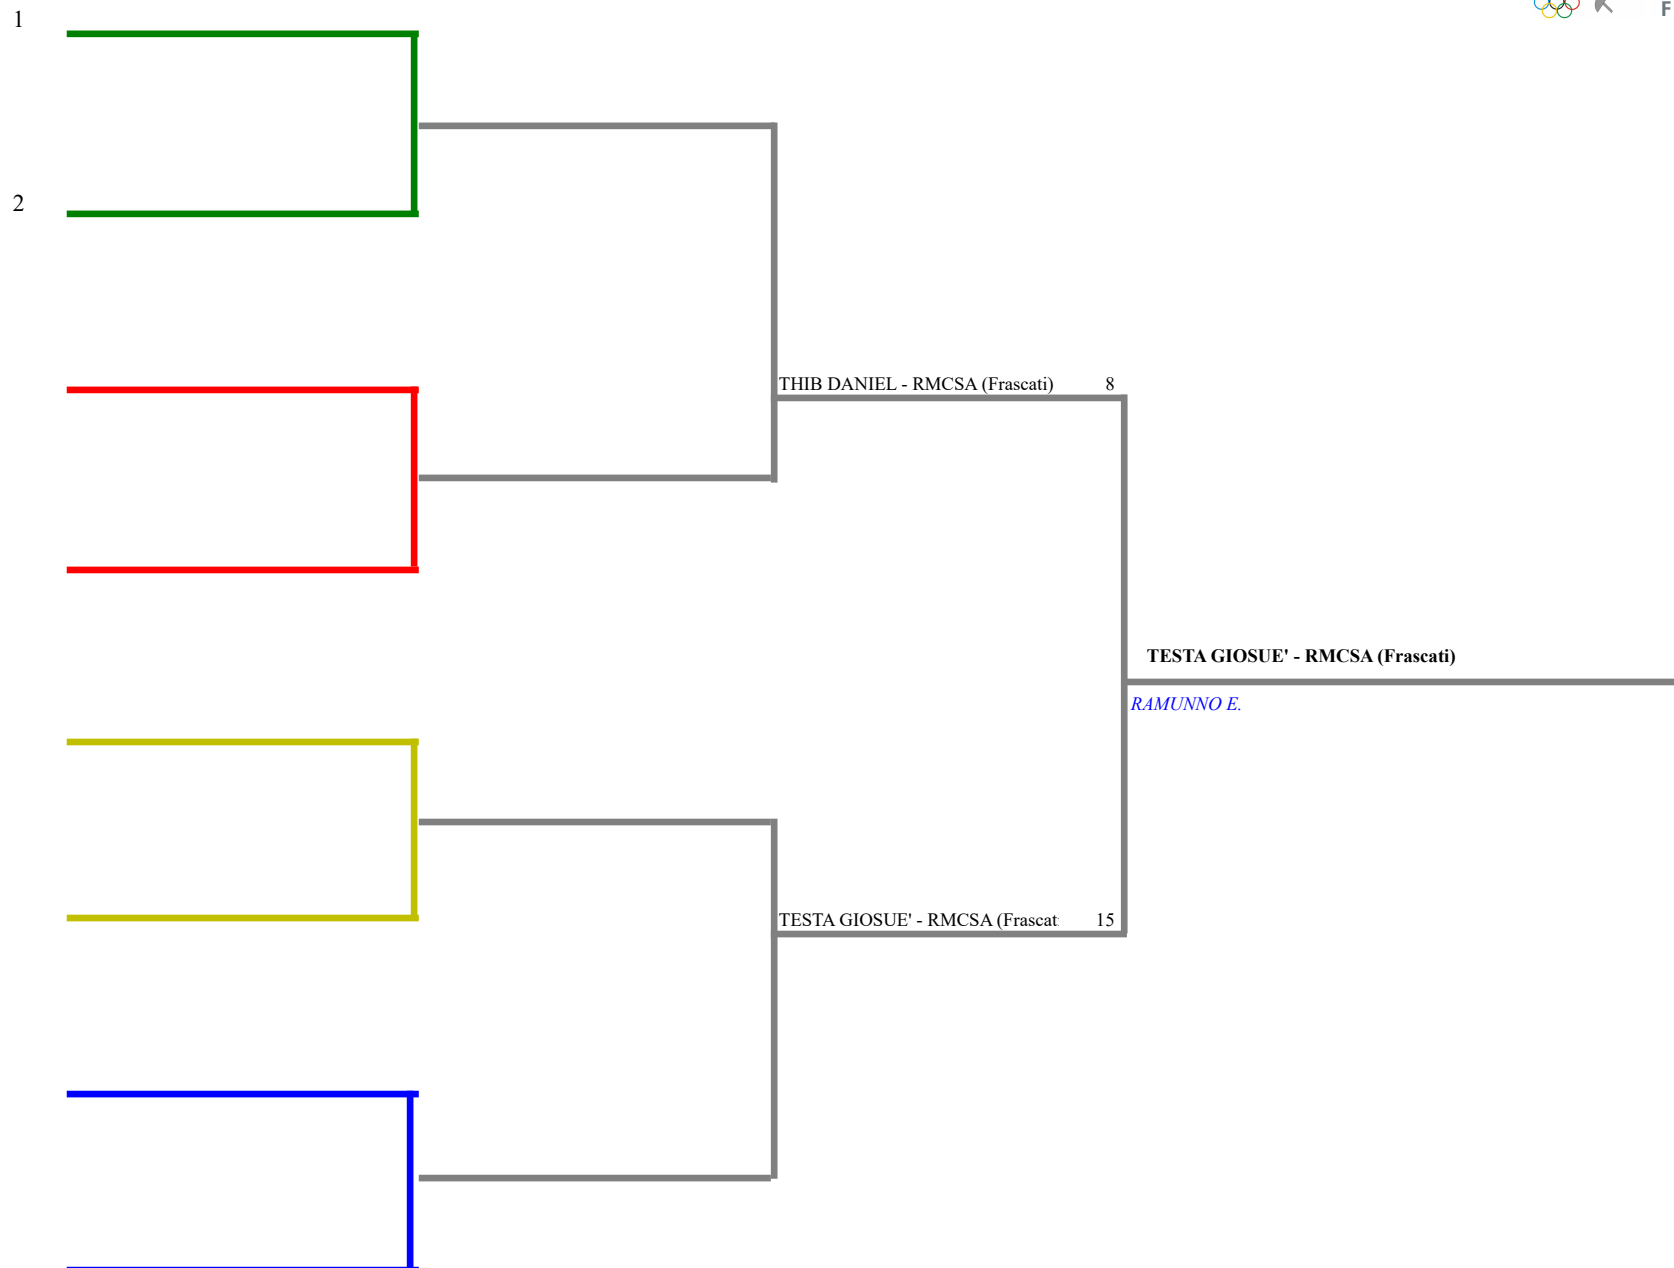 F
1
2
THIB DANIEL - RMCSA (Frascati) 8
TESTA GIOSUE' - RMCSA (Frascati)
RAMUNNO E.
TESTA GIOSUE' - RMCSA (Frascat 15